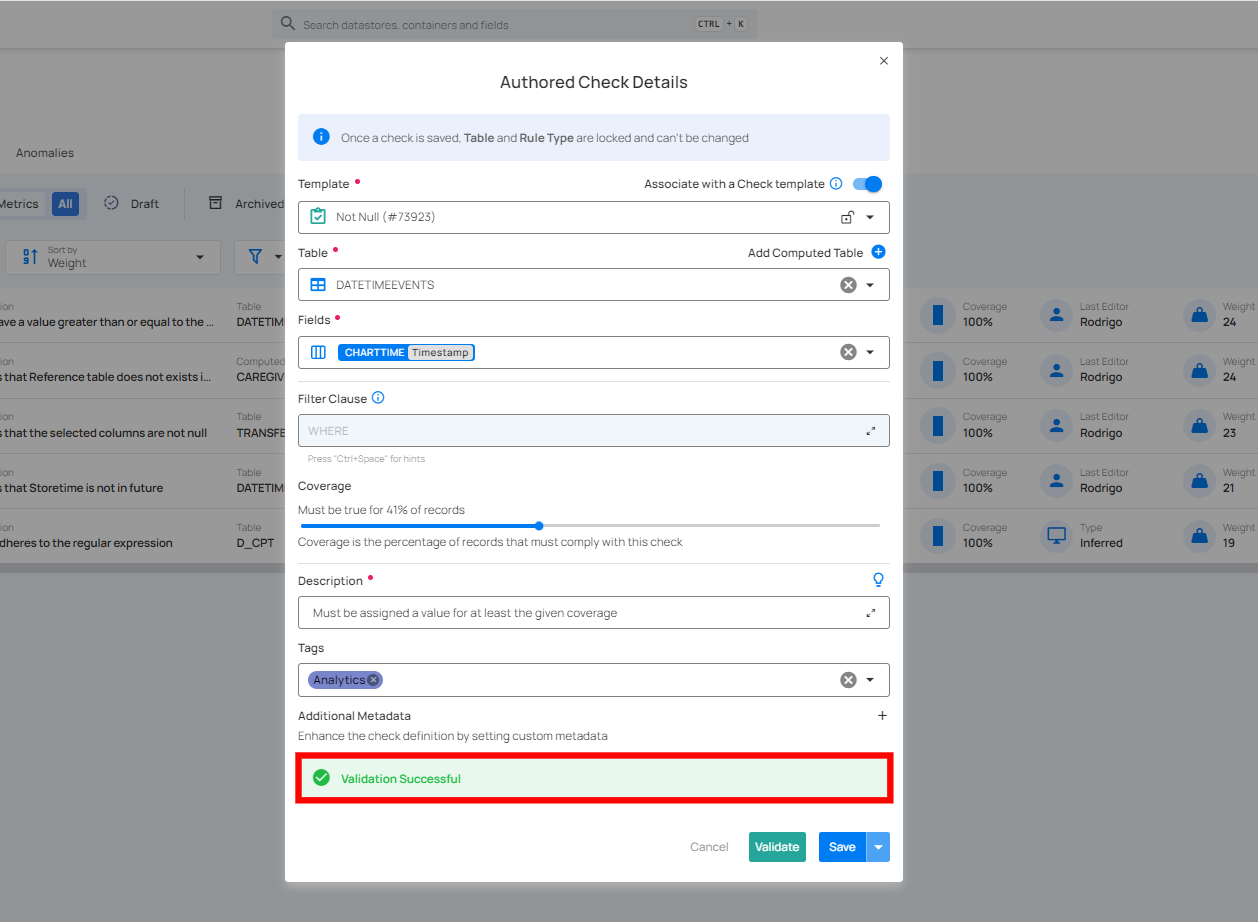 Search datastores, containers and fields
CTRL + K
Anomalies
Metrics
All
Draft
Archived
Sort by
Weight
ion
ave a value greater than or equal to the ...
Table
DATETIM
Coverage
100%
Last Editor
Rodrigo
Weight
24
ion
s that Reference table does not exists i...
Computed
CAREGIV
Coverage
100%
Last Editor
Rodrigo
Weight
24
ion
s that the selected columns are not null
Table
TRANSFE
Coverage
100%
Last Editor
Rodrigo
Weight
23
ion
s that Storetime is not in future
Table
DATETIM
Coverage
100%
Last Editor
Rodrigo
Weight
21
ion
dheres to the regular expression
Table
D_CPT
Coverage
100%
Type
Inferred
Weight
19
Authored Check Details
Once a check is saved, Table and Rule Type are locked and can't be changed
Template
Associate with a Check template
Not Null (#73923)
Table
Add Computed Table
DATETIMEEVENTS
Fields
CHARTTIME Timestamp
Filter Clause
WHERE
Press "Ctrl+Space" for hints
Coverage
Must be true for 41% of records
Coverage is the percentage of records that must comply with this check
Description
Must be assigned a value for at least the given coverage
Tags
Analytics
Additional Metadata
Enhance the check definition by setting custom metadata
Validation Successful
Cancel
Validate
Save